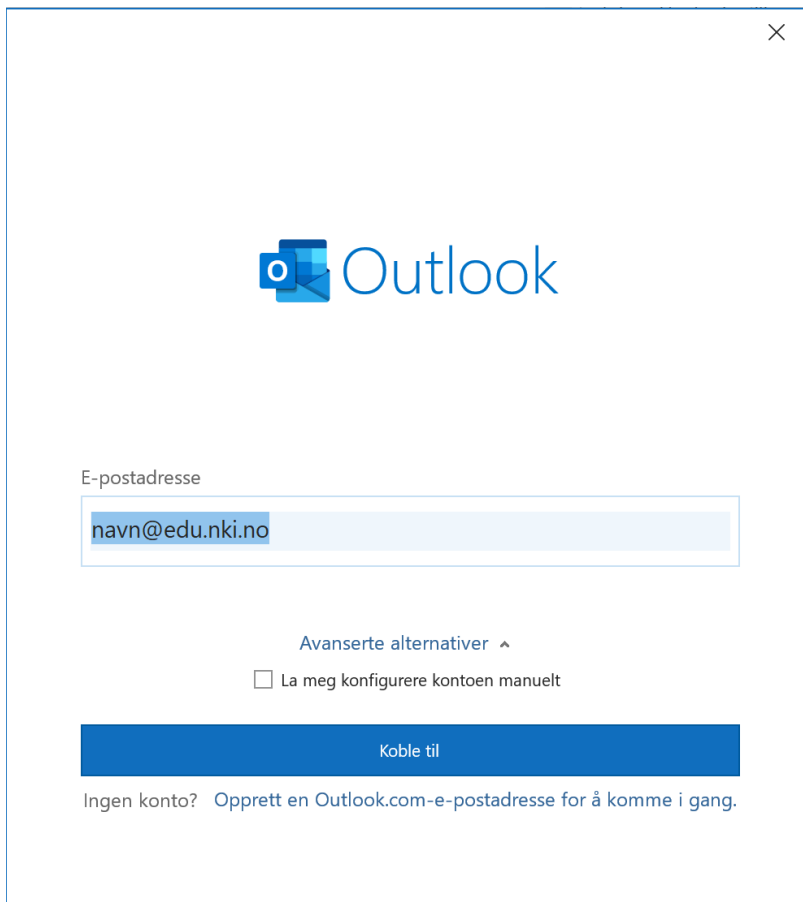 Outlook
E-postadresse
navn@edu.nki.no
Avanserte alternativer
La meg konfigurere kontoen manuelt
Koble til
Ingen konto? Opprett en Outlook.com-e-postadresse for å komme i gang.